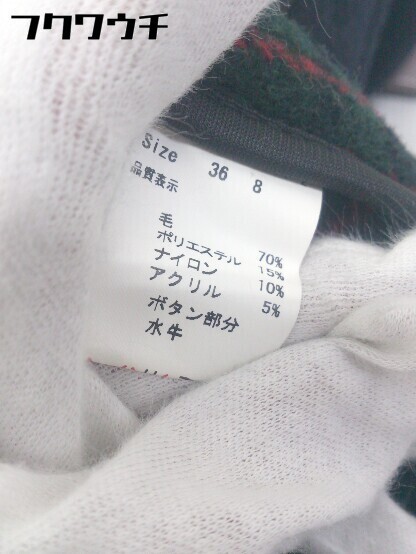 フクワウチ
Size 36 8
品質表示
毛 70%
ポリエステル 15%
ナイロン 10%
アクリル 5%
ボタン部分
水牛